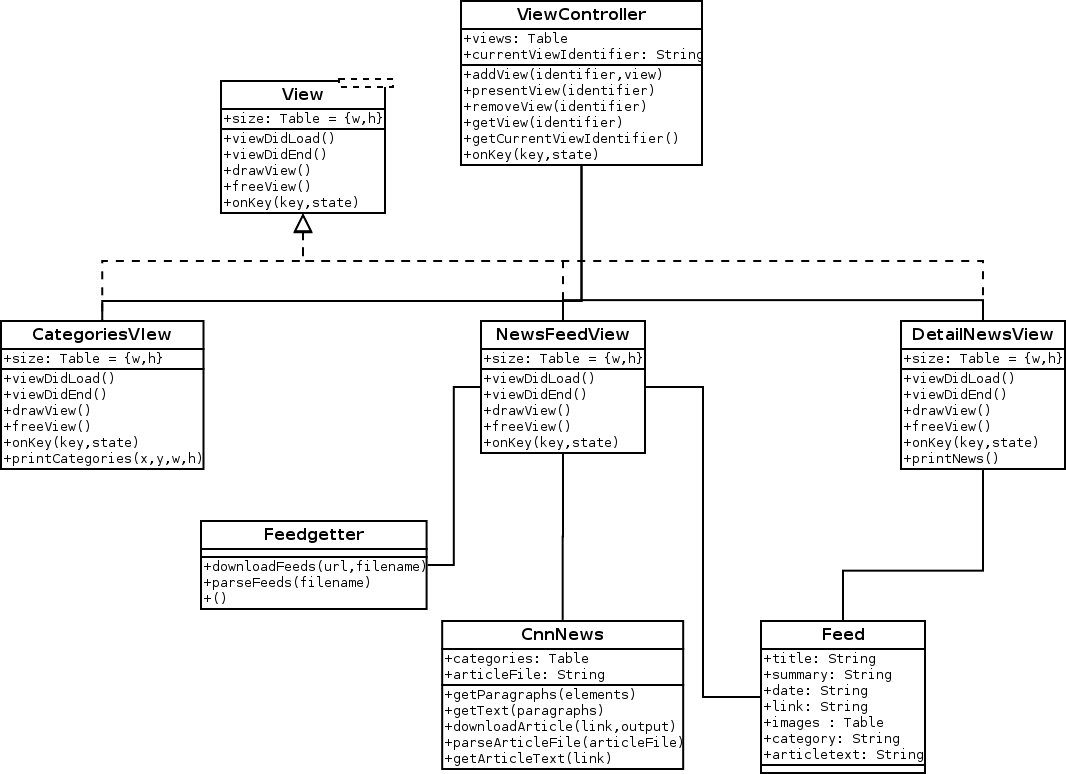 ViewController
+views: Table
+currentViewIdentifier: String
+addView(identifier,view)
+presentView(identifier)
+removeView(identifier)
+getView(identifier)
+getCurrentViewIdentifier()
+onKey(key,state)
View
+size: Table = {w,h}
+viewDidLoad()
+viewDidEnd()
+drawView()
+freeView()
+onKey(key,state)
CategoriesVIew
+size: Table = {w,h}
+viewDidLoad()
+viewDidEnd()
+drawView()
+freeView()
+onKey(key,state)
+printCategories(x,y,w,h)
NewsFeedView
+size: Table = {w,h}
+viewDidLoad()
+viewDidEnd()
+drawView()
+freeView()
+onKey(key,state)
DetailNewsView
+size: Table = {w,h}
+viewDidLoad()
+viewDidEnd()
+drawView()
+freeView()
+onKey(key,state)
+printNews()
Feedgetter
+downloadFeeds(url,filename)
+parseFeeds(filename)
+()
CnnNews
+categories: Table
+articleFile: String
+getParagraphs(elements)
+getText(paragraphs)
+downloadArticle(link,output)
+parseArticleFile(articleFile)
+getArticleText(link)
Feed
+title: String
+summary: String
+date: String
+link: String
+images : Table
+category: String
+articletext: String